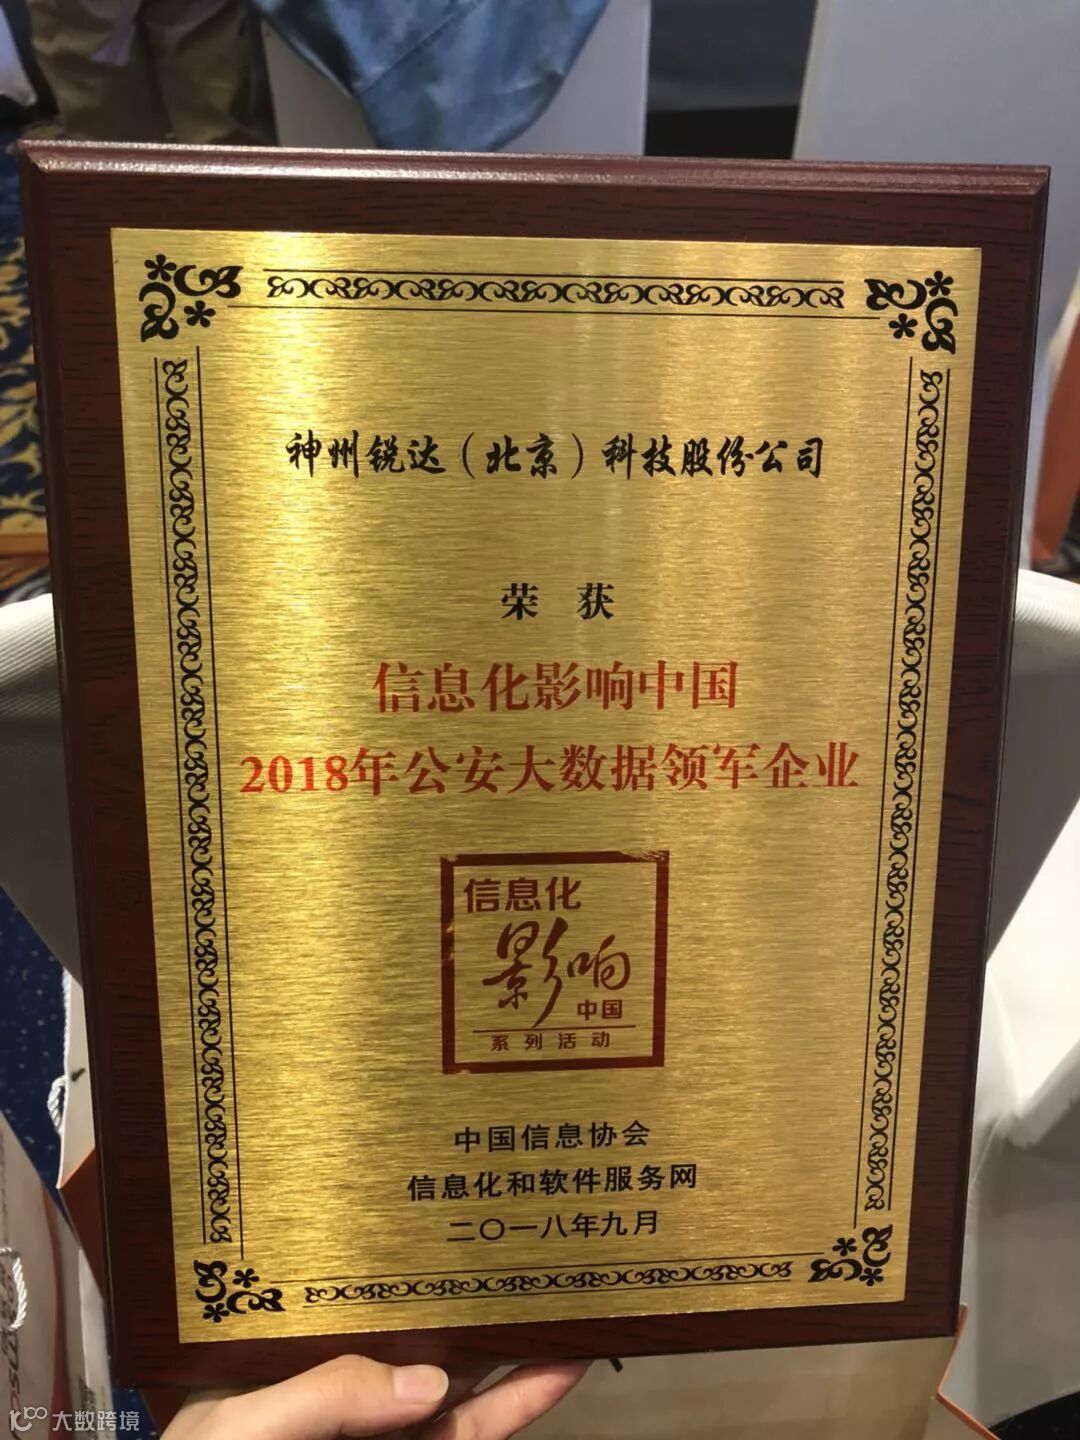 神州锐达（北京）科技股份公司
荣 获
信息化影响中国
2018年公安大数据领军企业
信息化
影响
中国
系列活动
中国信息协会
信息化和软件服务网
二〇一八年九月
大数跨境